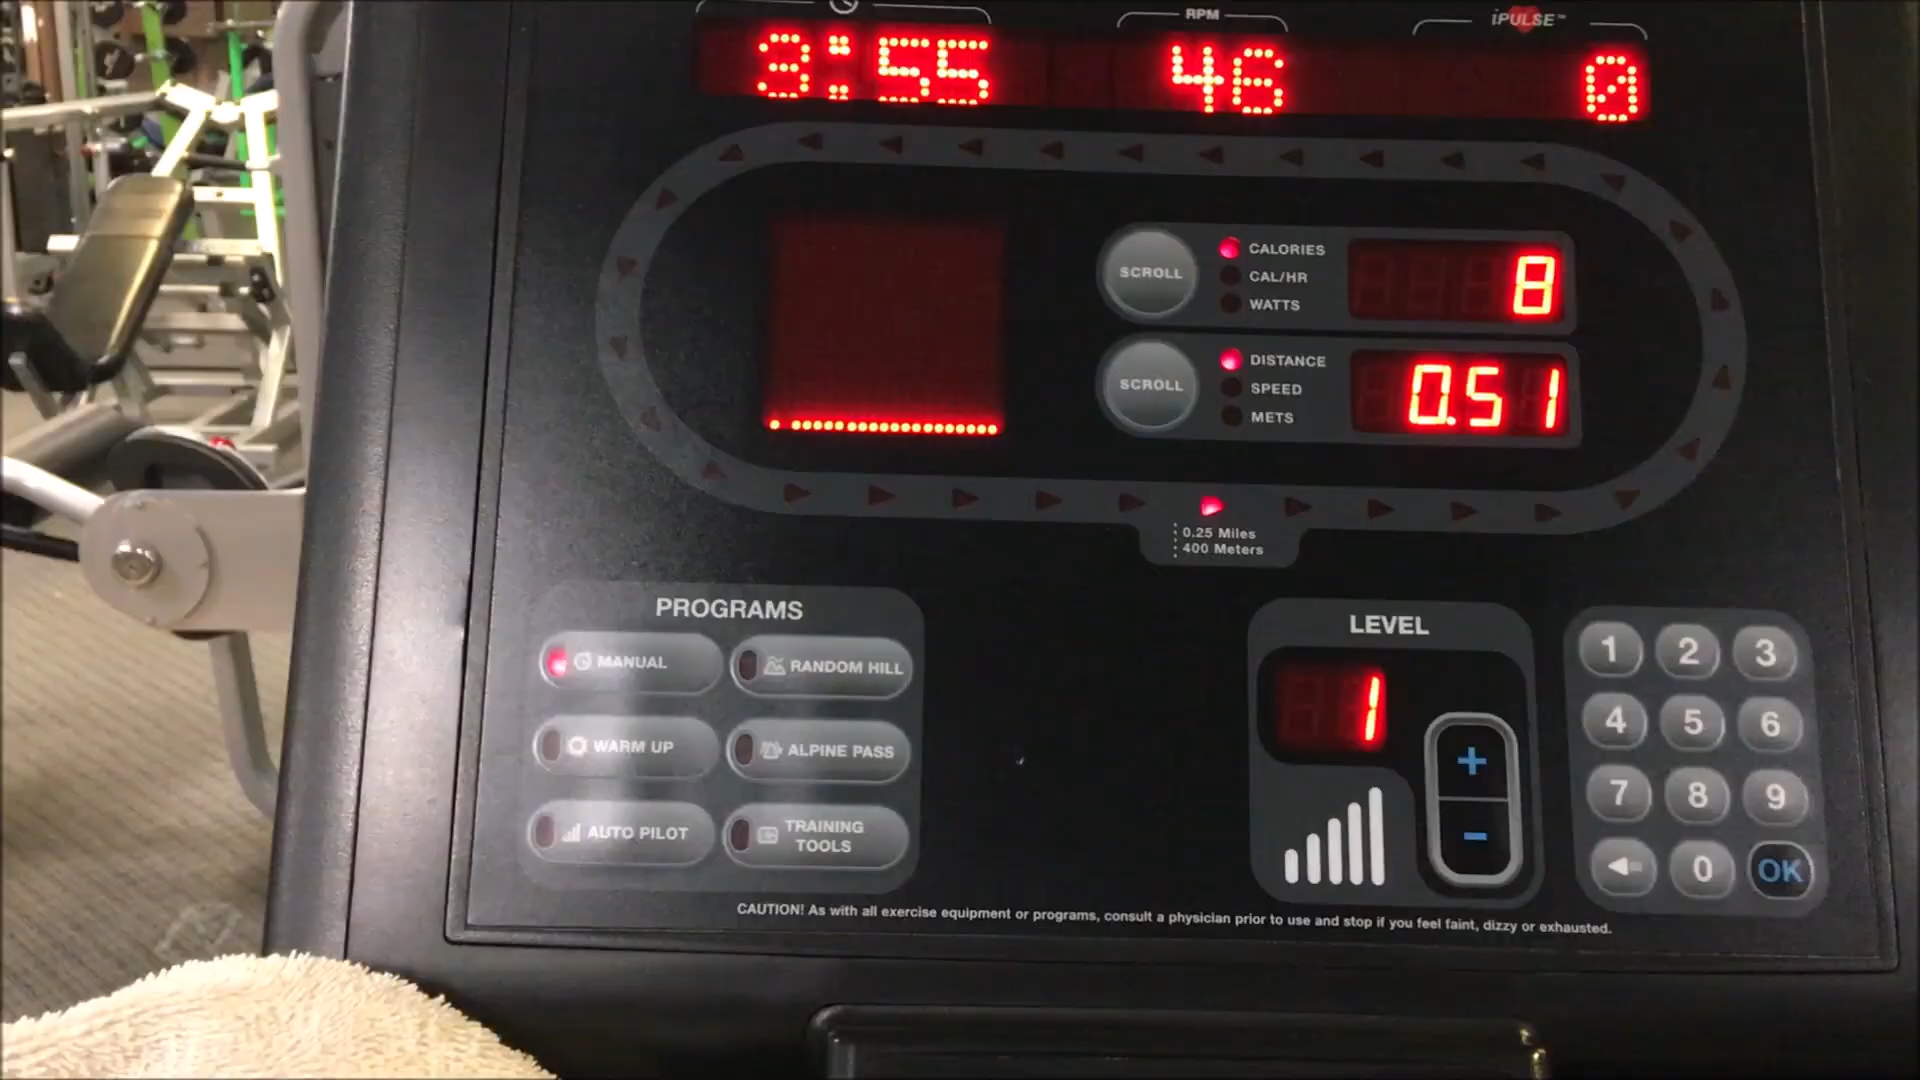 RPM
iPULSE™
3:55
46
0
SCROLL
CALORIES
CAL/HR
WATTS
8
SCROLL
DISTANCE
SPEED
METS
0.51
0.25 Miles
400 Meters
PROGRAMS
MANUAL
RANDOM HILL
WARM UP
ALPINE PASS
AUTO PILOT
TRAINING
TOOLS
LEVEL
1
+
-
1 2 3
4 5 6
7 8 9
0 OK
CAUTION! As with all exercise equipment or programs, consult a physician prior to use and stop if you feel faint, dizzy or exhausted.